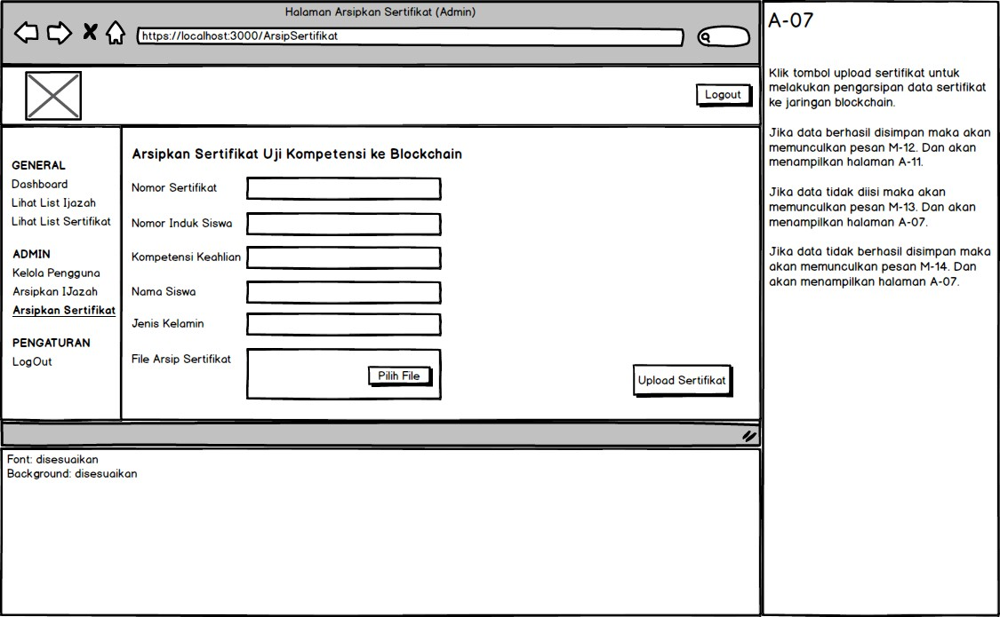 Halaman Arsipkan Sertifikat (Admin)
https://localhost:3000/ArsipSertifikat
Logout
GENERAL
Dashboard
Lihat List Ijazah
Lihat List Sertifikat
ADMIN
Kelola Pengguna
Arsipkan IJazah
Arsipkan Sertifikat
PENGATURAN
LogOut
Arsipkan Sertifikat Uji Kompetensi ke Blockchain
Nomor Sertifikat
Nomor Induk Siswa
Kompetensi Keahlian
Nama Siswa
Jenis Kelamin
File Arsip Sertifikat
Pilih File
Upload Sertifikat
Font: disesuaikan
Background: disesuaikan
A-07
Klik tombol upload sertifikat untuk
melakukan pengarsipan data sertifikat
ke jaringan blockchain.
Jika data berhasil disimpan maka akan
memunculkan pesan M-12. Dan akan
menampilkan halaman A-11.
Jika data tidak diisi maka akan
memunculkan pesan M-13. Dan akan
menampilkan halaman A-07.
Jika data tidak berhasil disimpan maka
akan memunculkan pesan M-14. Dan
akan menampilkan halaman A-07.